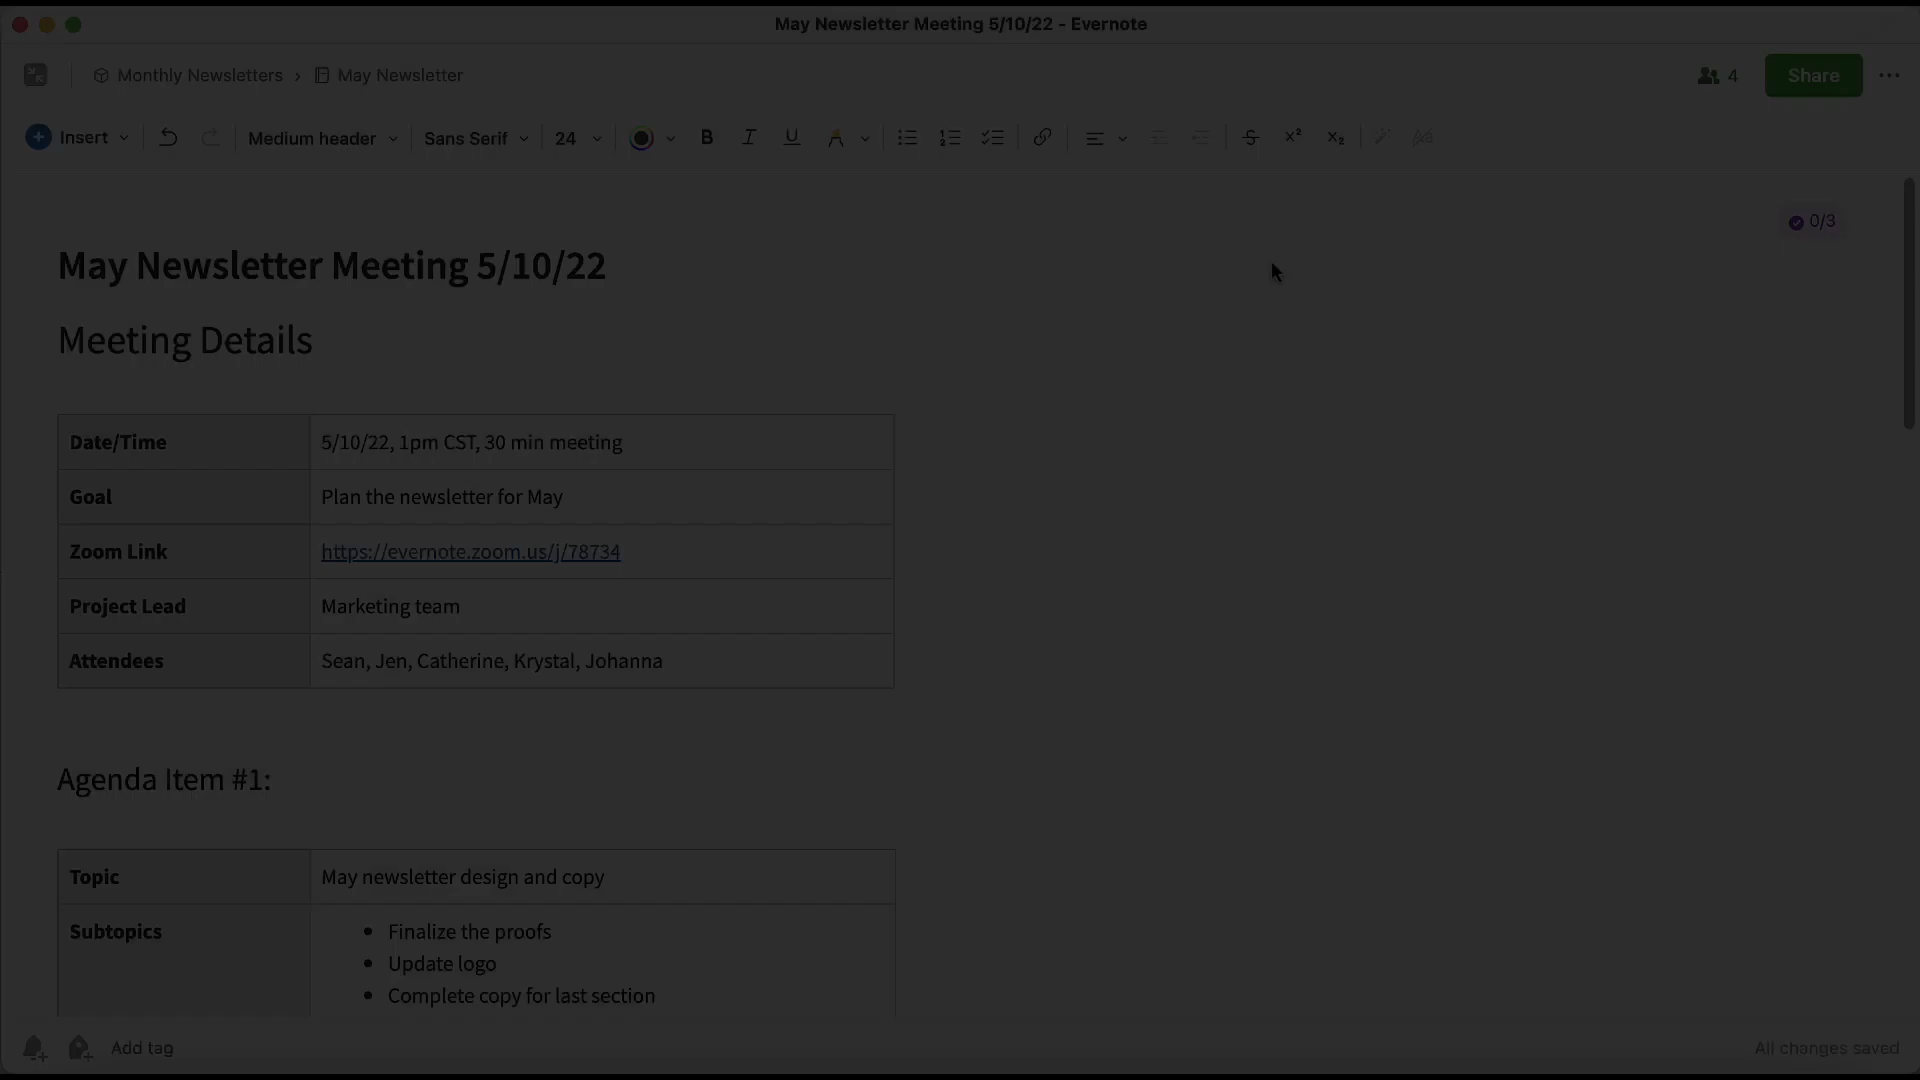 May Newsletter Meeting 5/10/22 - Evernote
Monthly Newsletters › May Newsletter
4
Share
Insert
Medium header
Sans Serif
24
B I U
0/3
May Newsletter Meeting 5/10/22
Meeting Details
Date/Time 5/10/22, 1pm CST, 30 min meeting
Goal Plan the newsletter for May
Zoom Link https://evernote.zoom.us/j/78734
Project Lead Marketing team
Attendees Sean, Jen, Catherine, Krystal, Johanna
Agenda Item #1:
Topic May newsletter design and copy
Subtopics • Finalize the proofs
• Update logo
• Complete copy for last section
Add tag
All changes saved